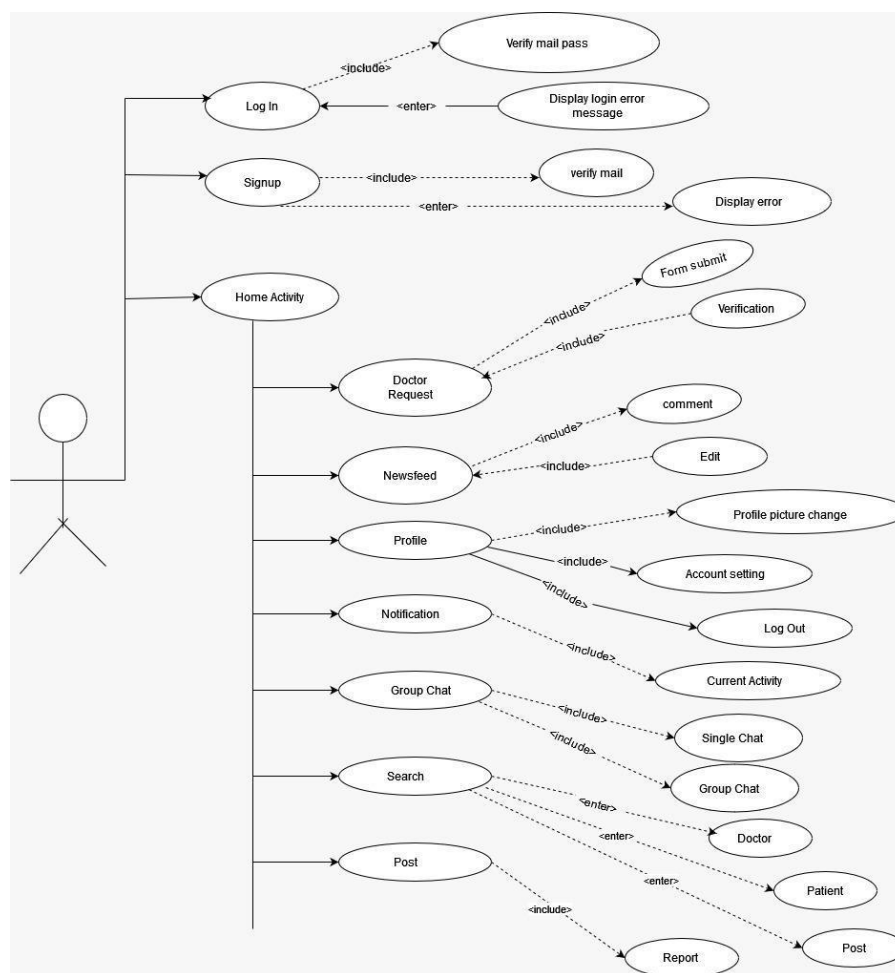 Verify mail pass
<include>
Log In
<enter>
Display login error
message
Signup
<include>
verify mail
<enter>
Display error
Home Activity
Form submit
<include>
Verification
<include>
Doctor
Request
comment
<include>
Newsfeed
<include>
Edit
Profile
<include>
Profile picture change
<include>
Account setting
<include>
Log Out
Notification
<include>
Current Activity
Group Chat
<include>
Single Chat
<include>
Group Chat
Search
<enter>
Doctor
<enter>
Patient
<enter>
Post
Post
<include>
Report